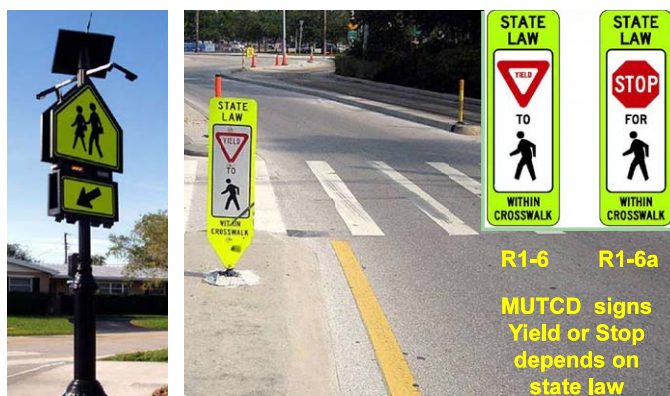 STATE
LAW
YIELD
TO
WITHIN
CROSSWALK
STATE
LAW
YIELD
TO
WITHIN
CROSSWALK
STATE
LAW
STOP
FOR
WITHIN
CROSSWALK
R1-6
R1-6a
MUTCD signs
Yield or Stop
depends on
state law